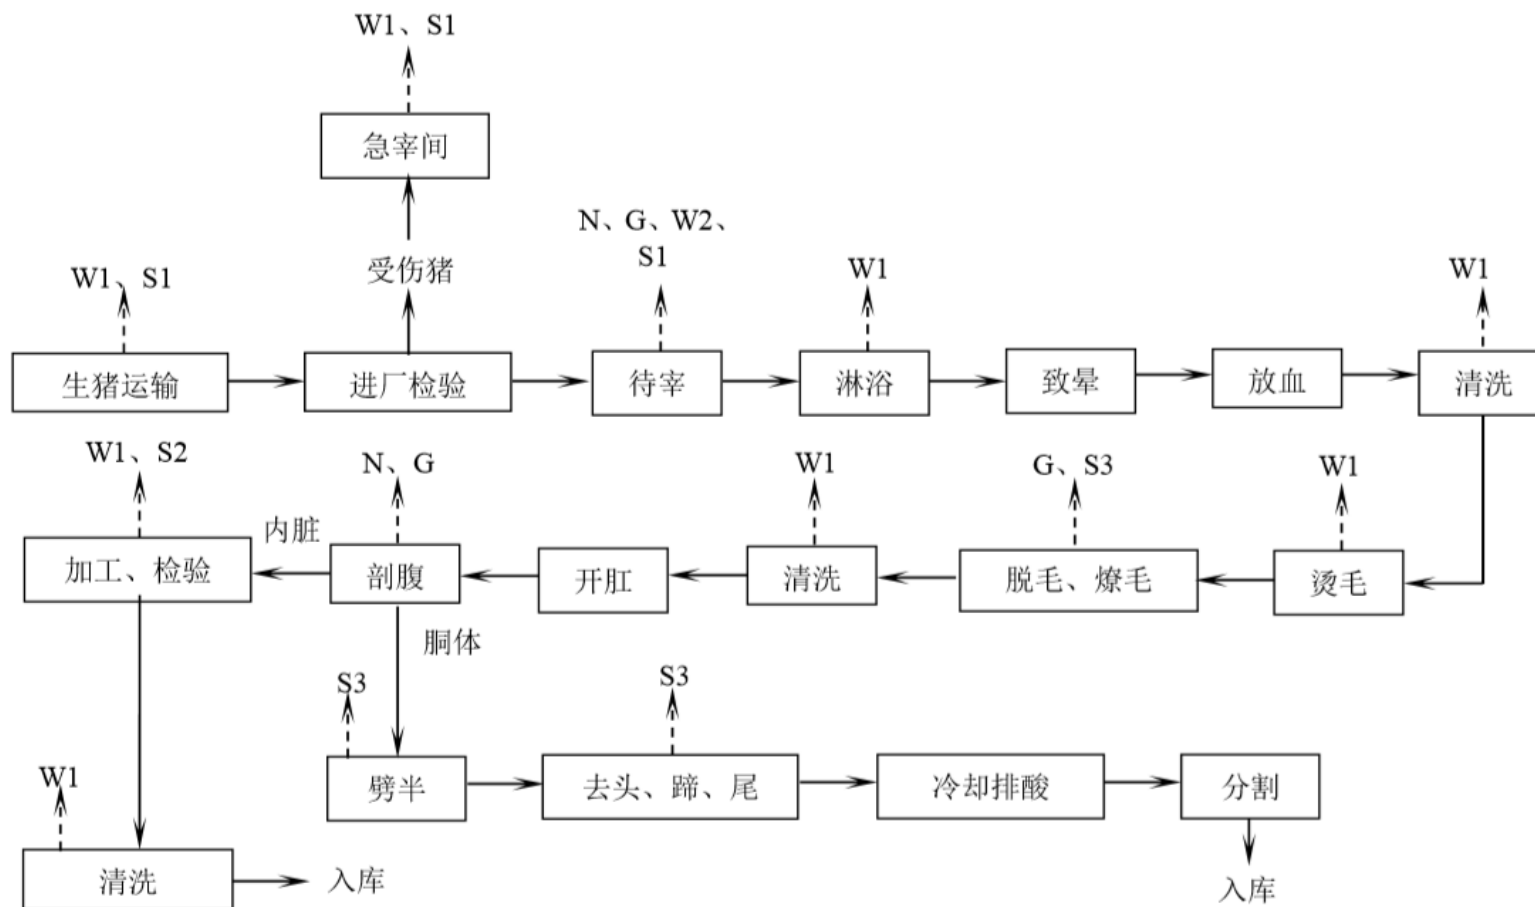 W1、S1
急宰间
N、G、W2、
S1
受伤猪
W1、S1
W1
W1
生猪运输
进厂检验
待宰
淋浴
致晕
放血
清洗
W1、S2
N、G
W1
G、S3
W1
内脏
加工、检验
剖腹
开肛
清洗
脱毛、燎毛
烫毛
胴体
S3
S3
W1
劈半
去头、蹄、尾
冷却排酸
分割
清洗
入库
入库